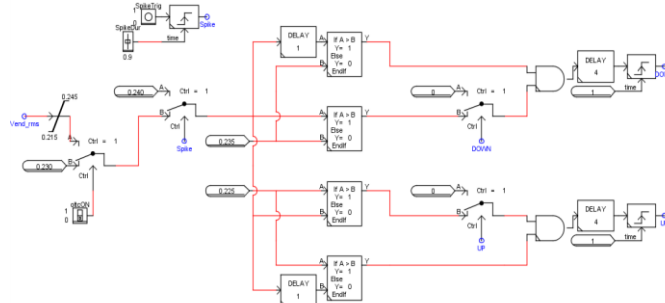 SpikeTrig
1
0
Spike
SpikeDur
time
0.9
0.245
Vend_rms
0.215
A
Ctrl = 1
B
0.230
Ctrl
oltcON
1
0
0.240
A
Ctrl = 1
B
Ctrl
Spike
DELAY
1
A
B
If A > B
Y= 1
Else
Y= 0
EndIf
Y
0.235
A
B
If A > B
Y= 1
Else
Y= 0
EndIf
Y
0
A
Ctrl = 1
B
Ctrl
DOWN
DELAY
4
1
time
0.225
A
B
If A > B
Y= 1
Else
Y= 0
EndIf
Y
DELAY
1
A
B
If A > B
Y= 1
Else
Y= 0
EndIf
Y
0
A
Ctrl = 1
B
Ctrl
UP
DELAY
4
1
time